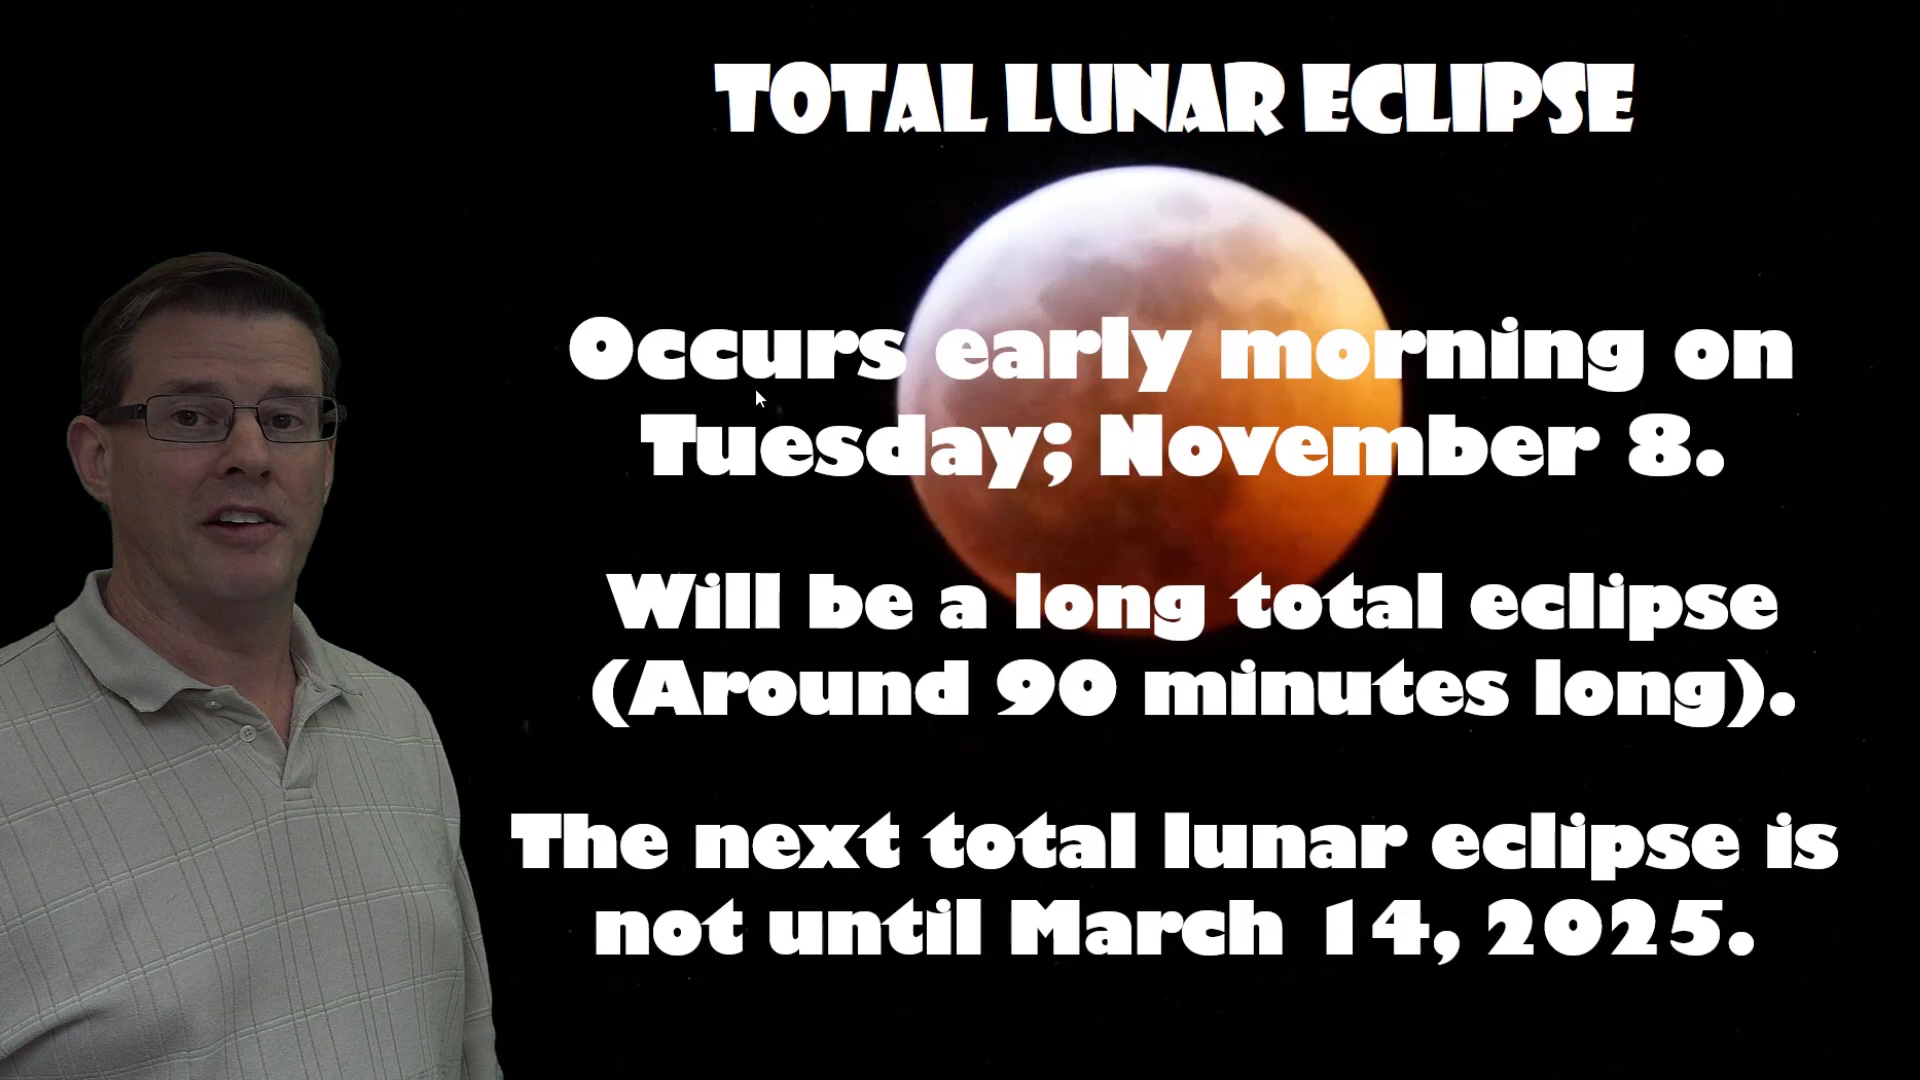 TOTAL LUNAR ECLIPSE
Occurs early morning on
Tuesday; November 8.
Will be a long total eclipse
(Around 90 minutes long).
The next total lunar eclipse is
not until March 14, 2025.